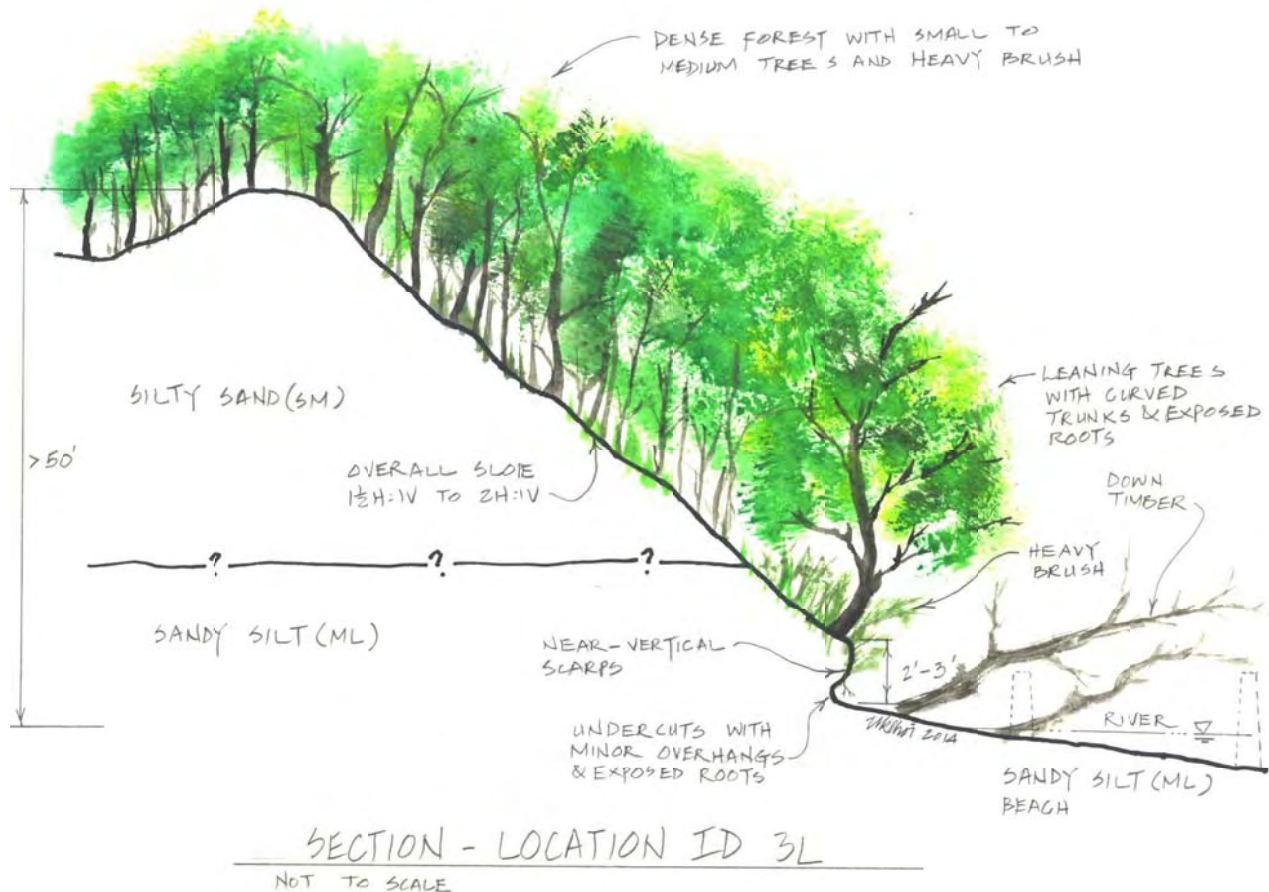 DENSE FOREST WITH SMALL TO
MEDIUM TREES AND HEAVY BRUSH
SILTY SAND (SM)
>50'
OVERALL SLOPE
1½H:1V TO 2H:1V
LEANING TREES
WITH CURVED
TRUNKS & EXPOSED
ROOTS
DOWN
TIMBER
HEAVY
BRUSH
? ? ?
SANDY SILT (ML)
NEAR-VERTICAL
SCARPS
2'-3'
UNDERCUTS WITH
MINOR OVERHANGS
& EXPOSED ROOTS
2014
RIVER
SANDY SILT (ML)
BEACH
SECTION - LOCATION ID 3L
NOT TO SCALE